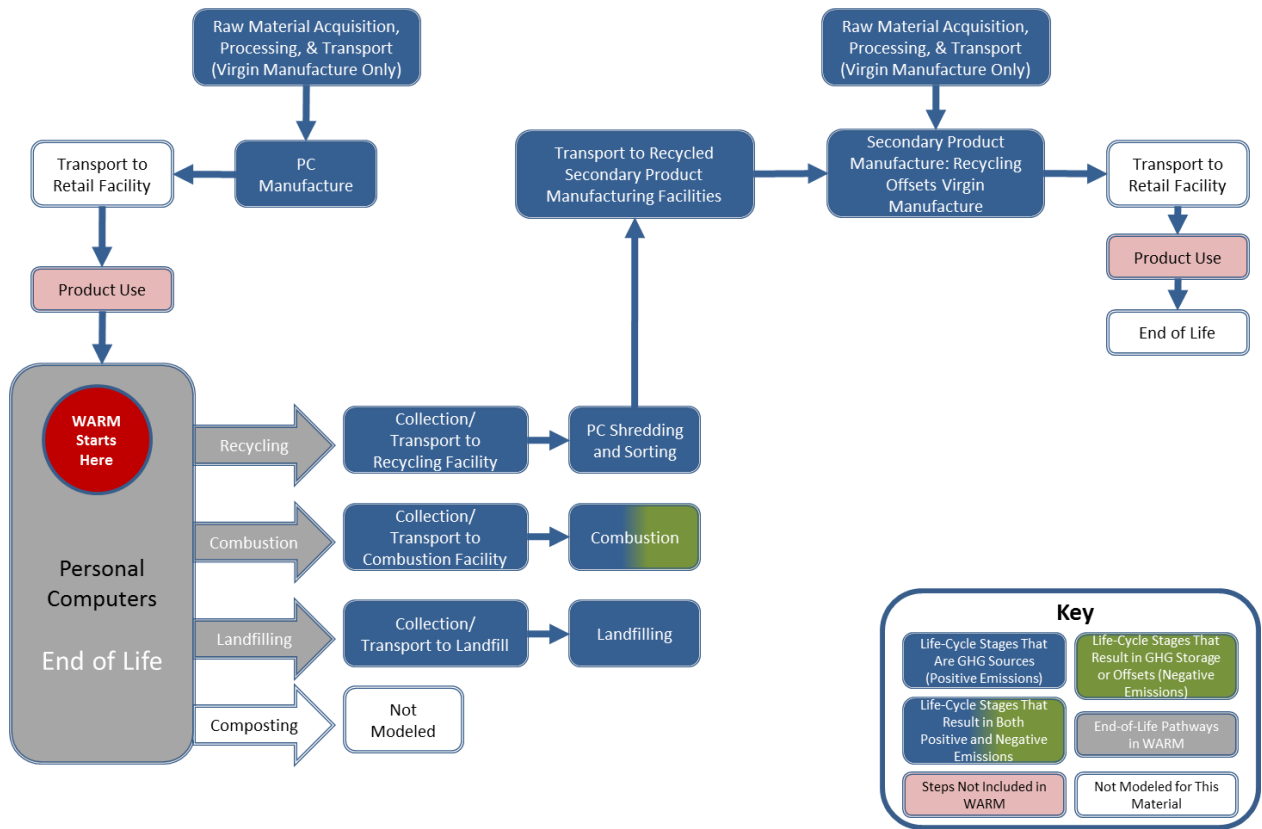 Raw Material Acquisition,
Processing, & Transport
(Virgin Manufacture Only)
Raw Material Acquisition,
Processing, & Transport
(Virgin Manufacture Only)
Transport to
Retail Facility
PC
Manufacture
Transport to Recycled
Secondary Product
Manufacturing Facilities
Secondary Product
Manufacture: Recycling
Offsets Virgin
Manufacture
Transport to
Retail Facility
Product Use
Product Use
End of Life
WARM
Starts
Here
Personal
Computers
End of Life
Recycling
Collection/
Transport to
Recycling Facility
PC Shredding
and Sorting
Combustion
Collection/
Transport to
Combustion Facility
Combustion
Landfilling
Collection/
Transport to Landfill
Landfilling
Composting
Not
Modeled
Key
Life-Cycle Stages That
Are GHG Sources
(Positive Emissions)
Life-Cycle Stages That
Result in GHG Storage
or Offsets (Negative
Emissions)
Life-Cycle Stages That
Result in Both
Positive and Negative
Emissions
End-of-Life Pathways
in WARM
Steps Not Included in
WARM
Not Modeled for This
Material